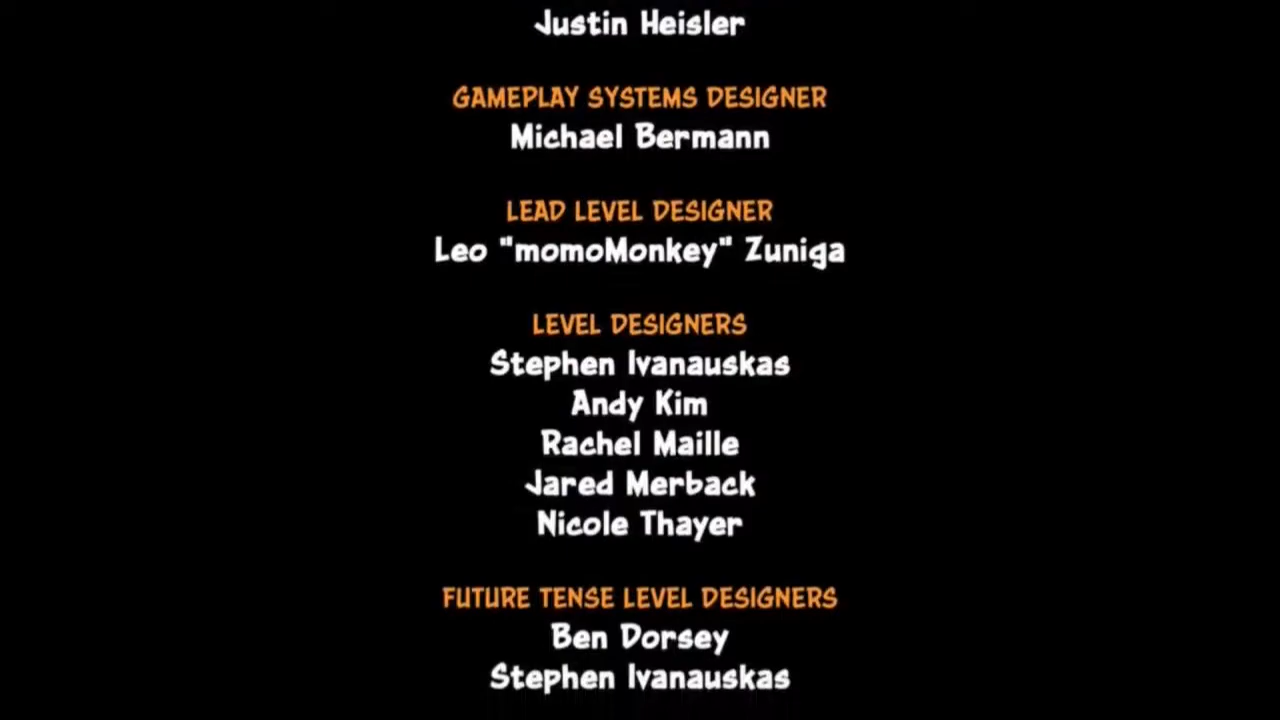 Justin Heisler
GAMEPLAY SYSTEMS DESIGNER
Michael Bermann
LEAD LEVEL DESIGNER
Leo "momoMonkey" Zuniga
LEVEL DESIGNERS
Stephen Ivanauskas
Andy Kim
Rachel Maille
Jared Merback
Nicole Thayer
FUTURE TENSE LEVEL DESIGNERS
Ben Dorsey
Stephen Ivanauskas